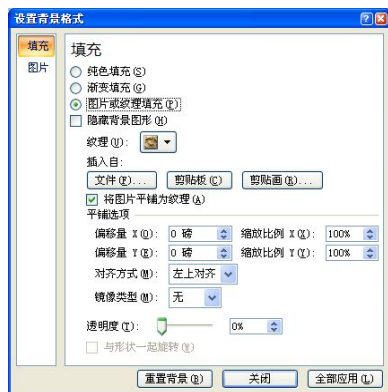 设置背景格式
填充
图片
填充
纯色填充(S)
渐变填充(G)
图片或纹理填充(P)
隐藏背景图形(H)
纹理(U):
插入自:
文件(F)... 剪贴板(C) 剪贴画(R)...
将图片平铺为纹理(A)
平铺选项
偏移量 X(O): 0 磅 缩放比例 X(X): 100%
偏移量 Y(E): 0 磅 缩放比例 Y(Y): 100%
对齐方式(M): 左上对齐
镜像类型(M): 无
透明度(T): 0%
与形状一起旋转(W)
重置背景(B) 关闭 全部应用(L)